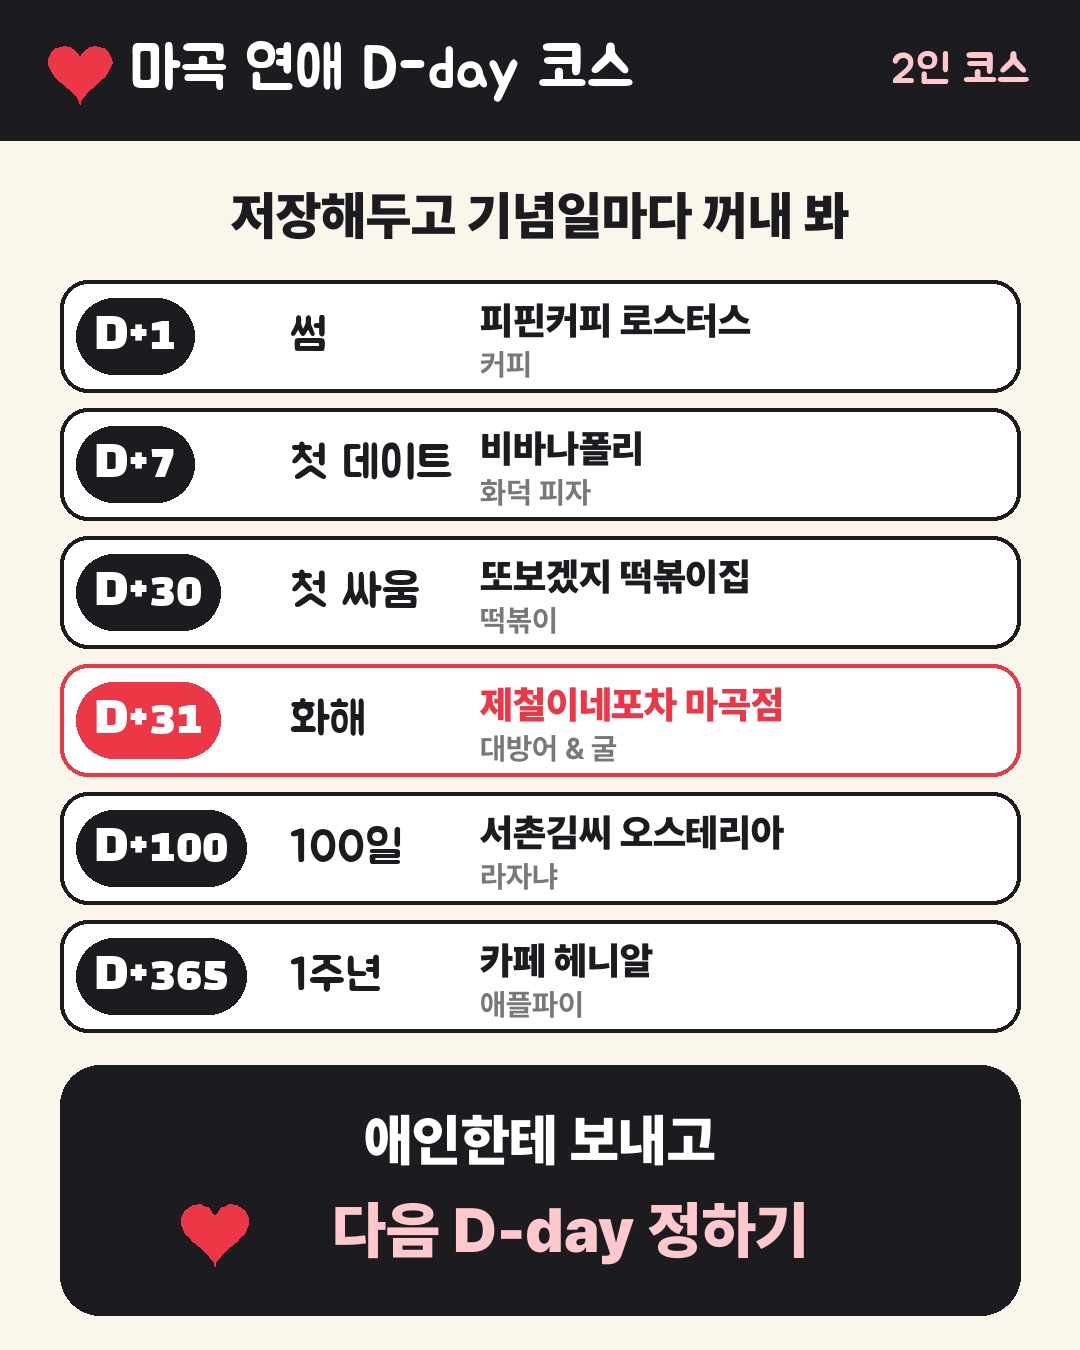 마곡 연애 D-day 코스
2인 코스
저장해두고 기념일마다 꺼내 봐
D+1 썸 피핀커피 로스터스
커피
D+7 첫 데이트 비바나폴리
화덕 피자
D+30 첫 싸움 또보겠지 떡볶이집
떡볶이
D+31 화해 제철이네포차 마곡점
대방어 & 굴
D+100 100일 서촌김씨 오스테리아
라자냐
D+365 1주년 카페 헤니알
애플파이
애인한테 보내고
다음 D-day 정하기